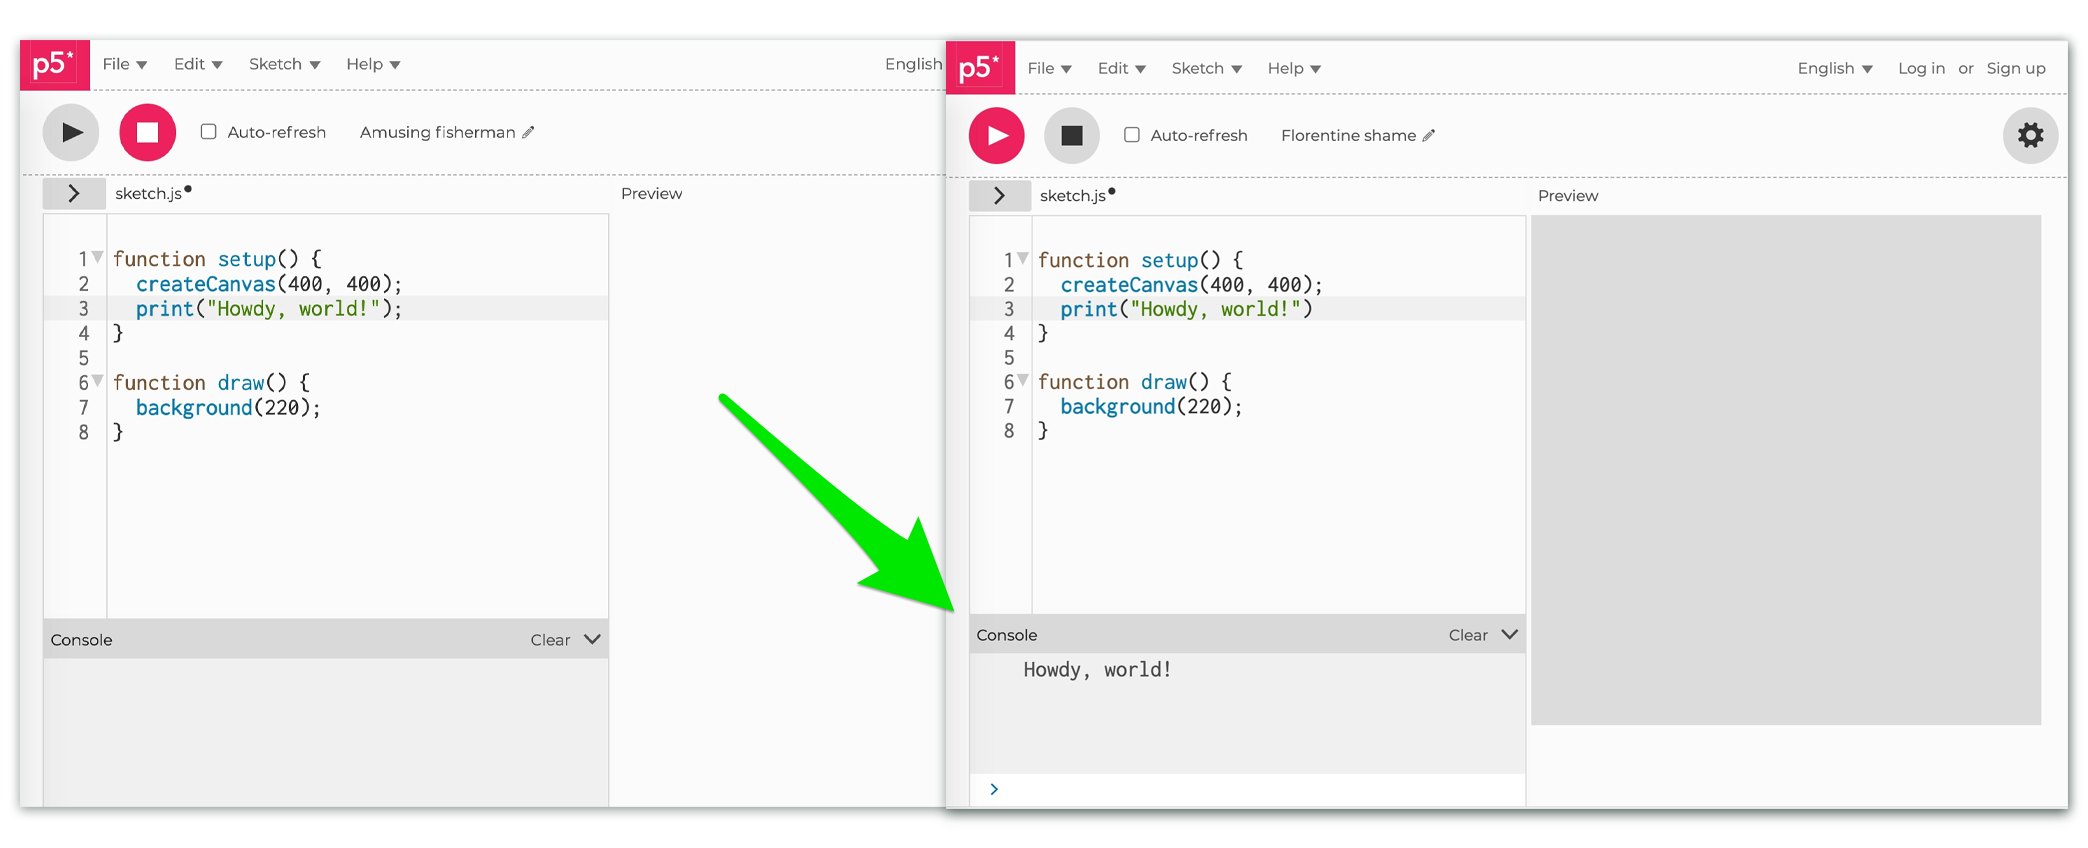 p5* File Edit Sketch Help English
Auto-refresh Amusing fisherman
sketch.js Preview
1 function setup() {
2 createCanvas(400, 400);
3 print("Howdy, world!");
4 }
5
6 function draw() {
7 background(220);
8 }
Console Clear
p5* File Edit Sketch Help English Log in or Sign up
Auto-refresh Florentine shame
sketch.js Preview
1 function setup() {
2 createCanvas(400, 400);
3 print("Howdy, world!")
4 }
5
6 function draw() {
7 background(220);
8 }
Console Clear
Howdy, world!
>